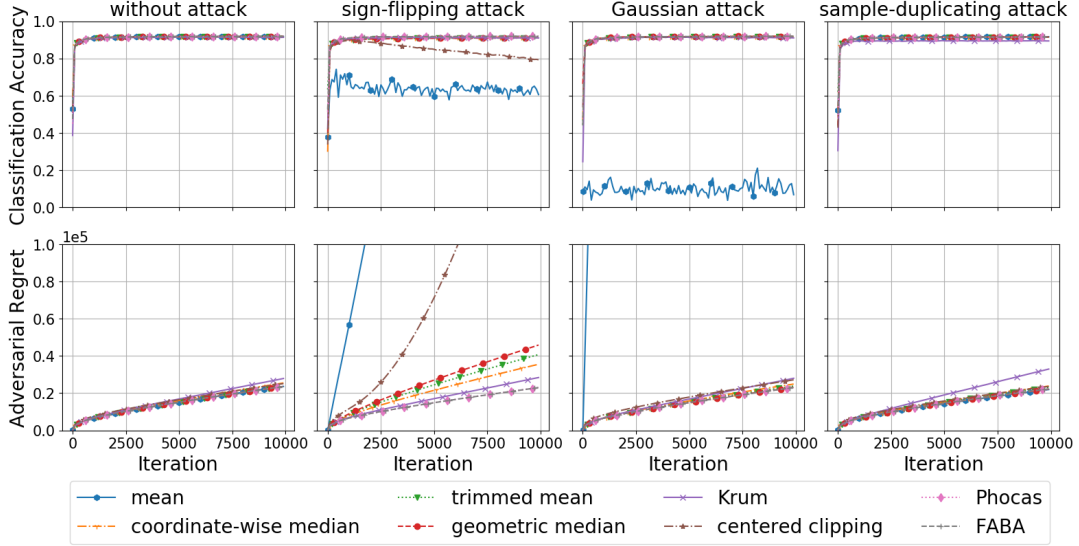 without attack
sign-flipping attack
Gaussian attack
sample-duplicating attack
Classification Accuracy
1.0
0.8
0.6
0.4
0.2
0.0
1e5
Adversarial Regret
1.0
0.8
0.6
0.4
0.2
0.0
0 2500 5000 7500 10000
0 2500 5000 7500 10000
0 2500 5000 7500 10000
0 2500 5000 7500 10000
Iteration
Iteration
Iteration
Iteration
mean
trimmed mean
Krum
Phocas
coordinate-wise median
geometric median
centered clipping
FABA